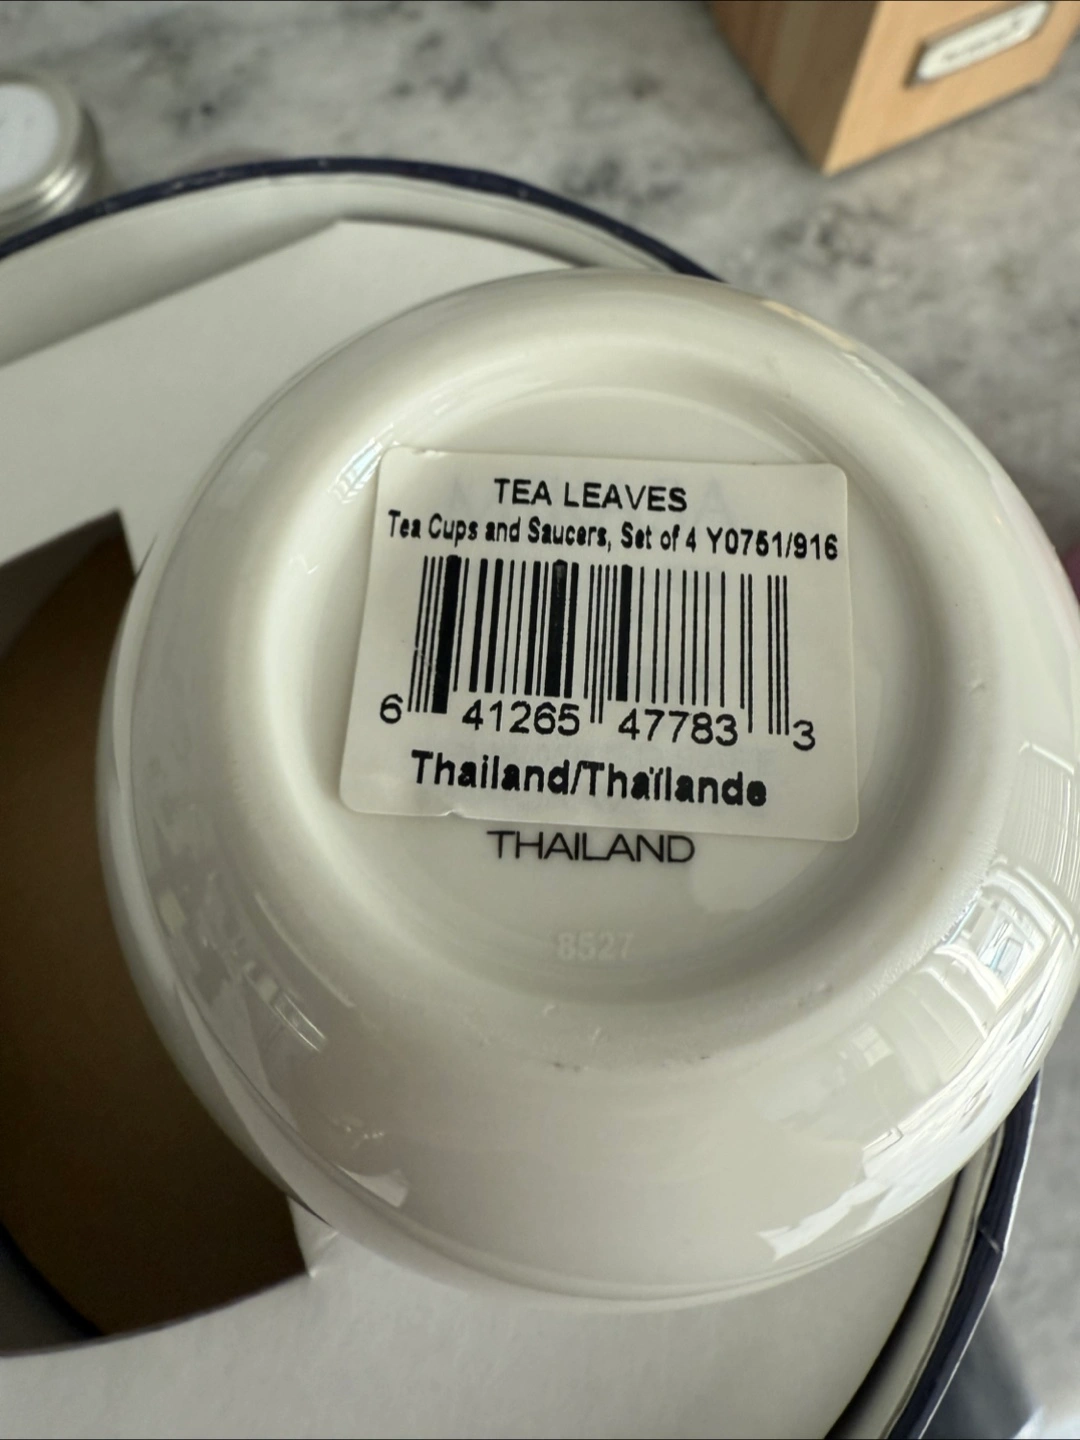 TEA LEAVES
Tea Cups and Saucers, Set of 4 Y0751/916
6 41265 47783 3
Thailand/Thaïlande
THAILAND
8527